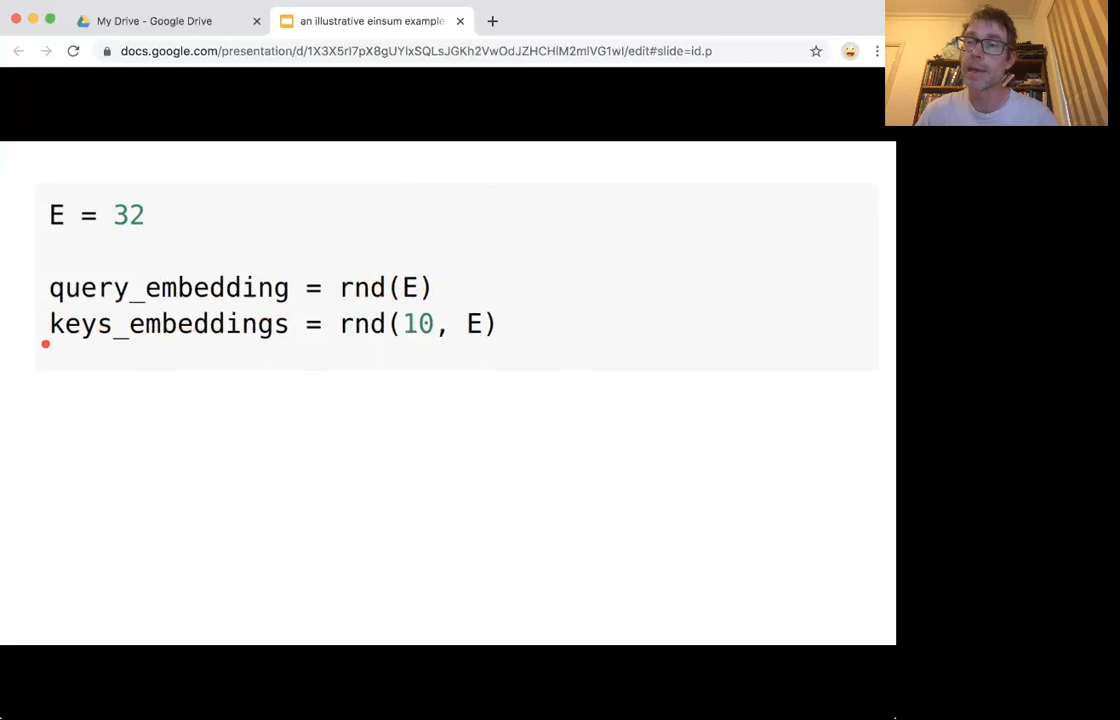 My Drive - Google Drive
an illustrative einsum example
docs.google.com/presentation/d/1X3X5rI7pX8gUYlxSQLsJGKh2VwOdJZHCHlM2mlVG1wI/edit#slide=id.p
E = 32
query_embedding = rnd(E)
keys_embeddings = rnd(10, E)